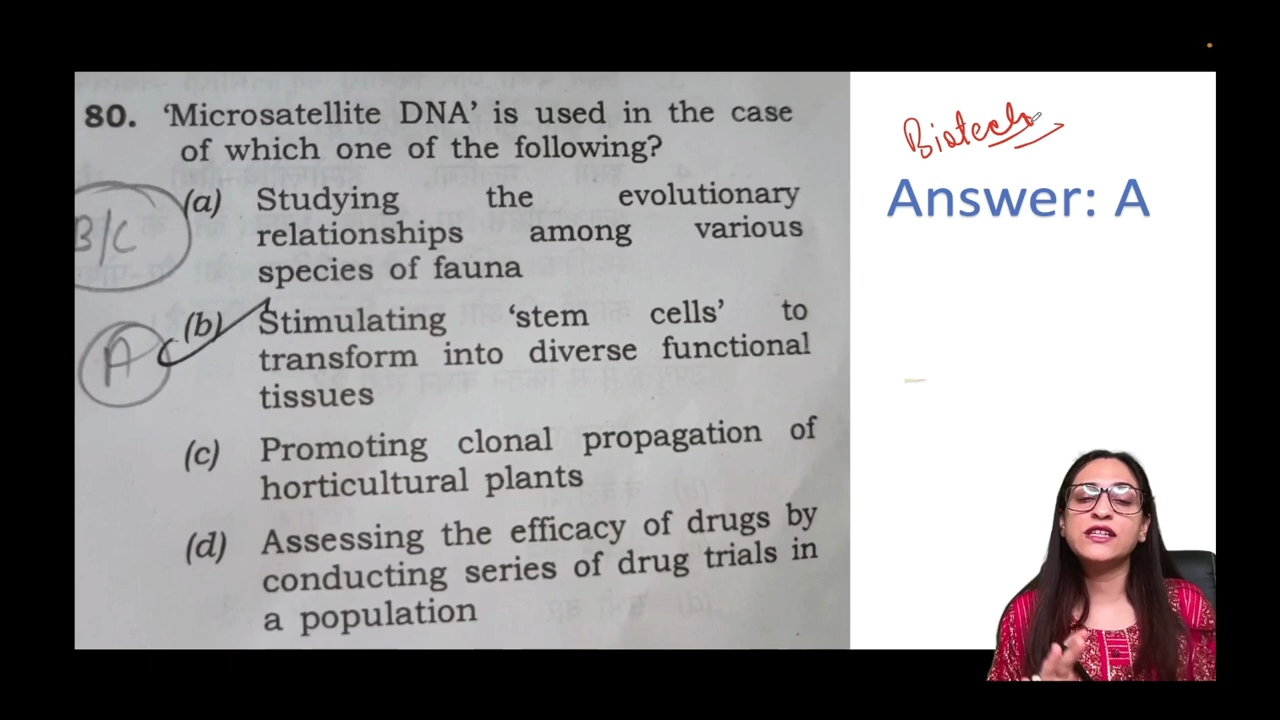 80. ‘Microsatellite DNA’ is used in the case
of which one of the following?
(a) Studying the evolutionary
relationships among various
species of fauna
B/C
(b) Stimulating ‘stem cells’ to
transform into diverse functional
tissues
A
(c) Promoting clonal propagation of
horticultural plants
(d) Assessing the efficacy of drugs by
conducting series of drug trials in
a population
Biotech
Answer: A